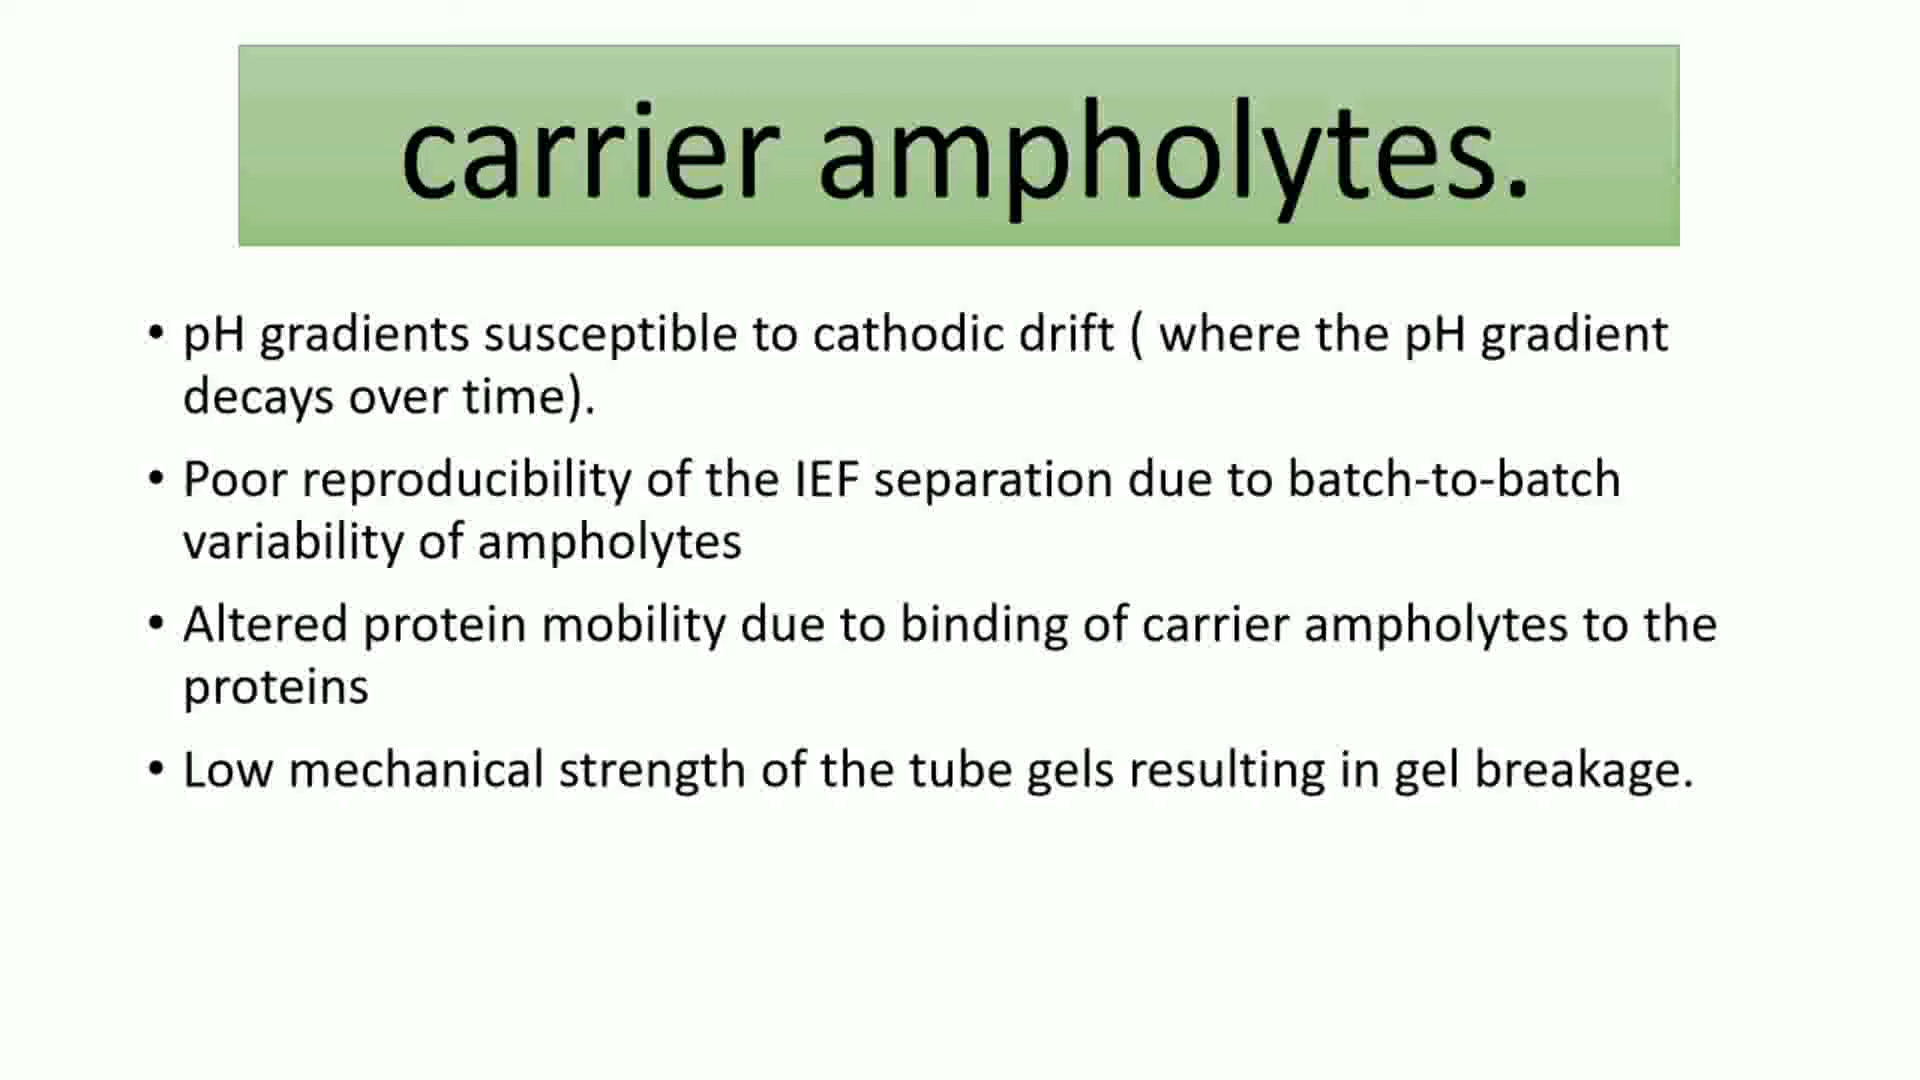 carrier ampholytes.
• pH gradients susceptible to cathodic drift ( where the pH gradient
decays over time).
• Poor reproducibility of the IEF separation due to batch-to-batch
variability of ampholytes
• Altered protein mobility due to binding of carrier ampholytes to the
proteins
• Low mechanical strength of the tube gels resulting in gel breakage.